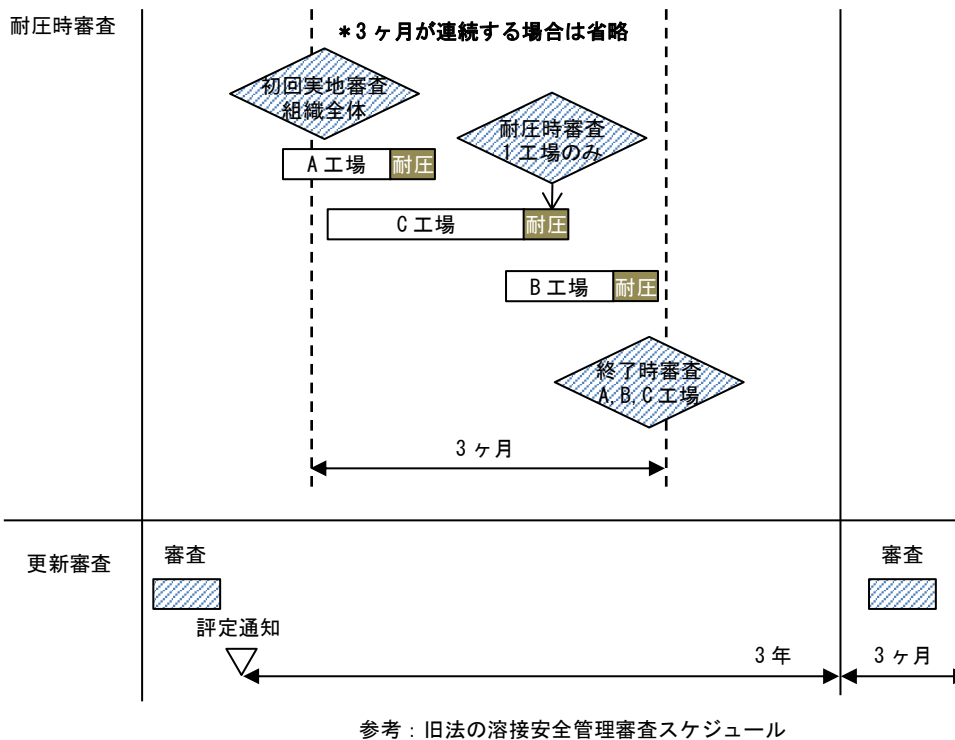 耐圧時審査
＊3ヶ月が連続する場合は省略
初回実地審査
組織全体
耐圧時審査
1工場のみ
A工場
耐圧
C工場
耐圧
B工場
耐圧
終了時審査
A,B,C工場
3ヶ月
更新審査
審査
審査
評定通知
3年
3ヶ月
参考：旧法の溶接安全管理審査スケジュール